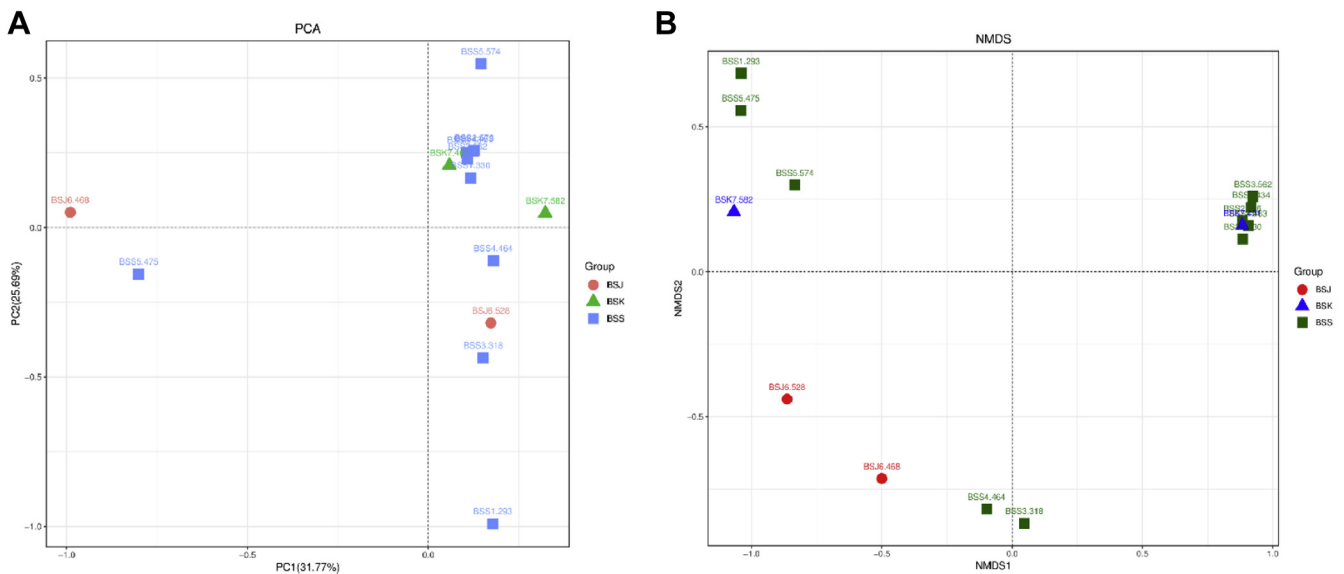 A
PCA
BSS5.574
BSK7.582
BSJ6.468
BSS4.464
BSS5.475
BSJ6.528
BSS3.318
BSS1.293
0.5
0.0
−0.5
−1.0
PC2(25.69%)
−1.0
−0.5
0.0
PC1(31.77%)
Group
BSJ
BSK
BSS
B
NMDS
BSS1.293
BSS5.475
BSS5.574
BSK7.582
BSS3.562
BSJ6.528
BSJ6.468
BSS4.464
BSS3.318
0.5
0.0
−0.5
NMDS2
−1.0
−0.5
0.0
0.5
1.0
NMDS1
Group
BSJ
BSK
BSS